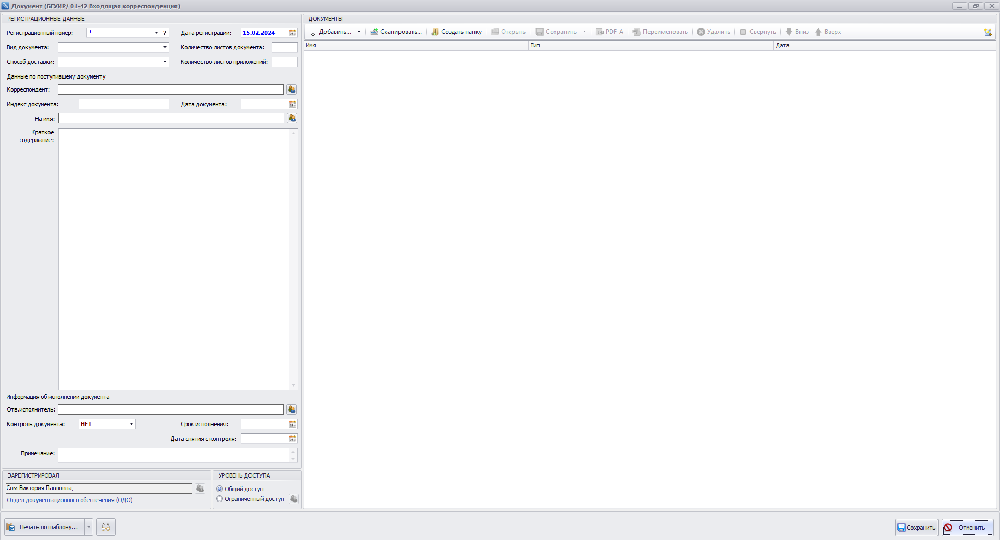 Документ (БГУИР/ 01-42 Входящая корреспонденция)
РЕГИСТРАЦИОННЫЕ ДАННЫЕ
Регистрационный номер: * ? Дата регистрации: 15.02.2024
Вид документа: Количество листов документа:
Способ доставки: Количество листов приложений:
Данные по поступившему документу
Корреспондент:
Индекс документа: Дата документа:
На имя:
Краткое
содержание:
Информация об исполнении документа
Отв.исполнитель:
Контроль документа: НЕТ Срок исполнения:
Дата снятия с контроля:
Примечание:
ЗАРЕГИСТРИРОВАЛ
Сом Виктория Павловна;
Отдел документационного обеспечения (ОДО)
УРОВЕНЬ ДОСТУПА
Общий доступ
Ограниченный доступ
ДОКУМЕНТЫ
Добавить... Сканировать... Создать папку Открыть Сохранить PDF-A Переименовать Удалить Свернуть Вниз Вверх
Имя Тип Дата
Печать по шаблону... Сохранить Отменить